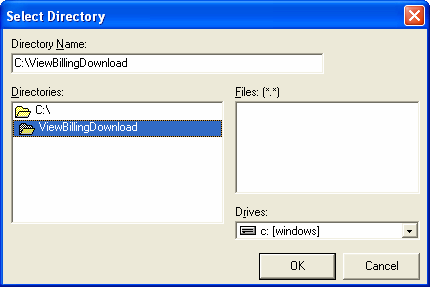 Select Directory
Directory Name:
C:\ViewBillingDownload
Directories:
Files: (*.*)
C:\
ViewBillingDownload
Drives:
c: [windows]
OK
Cancel